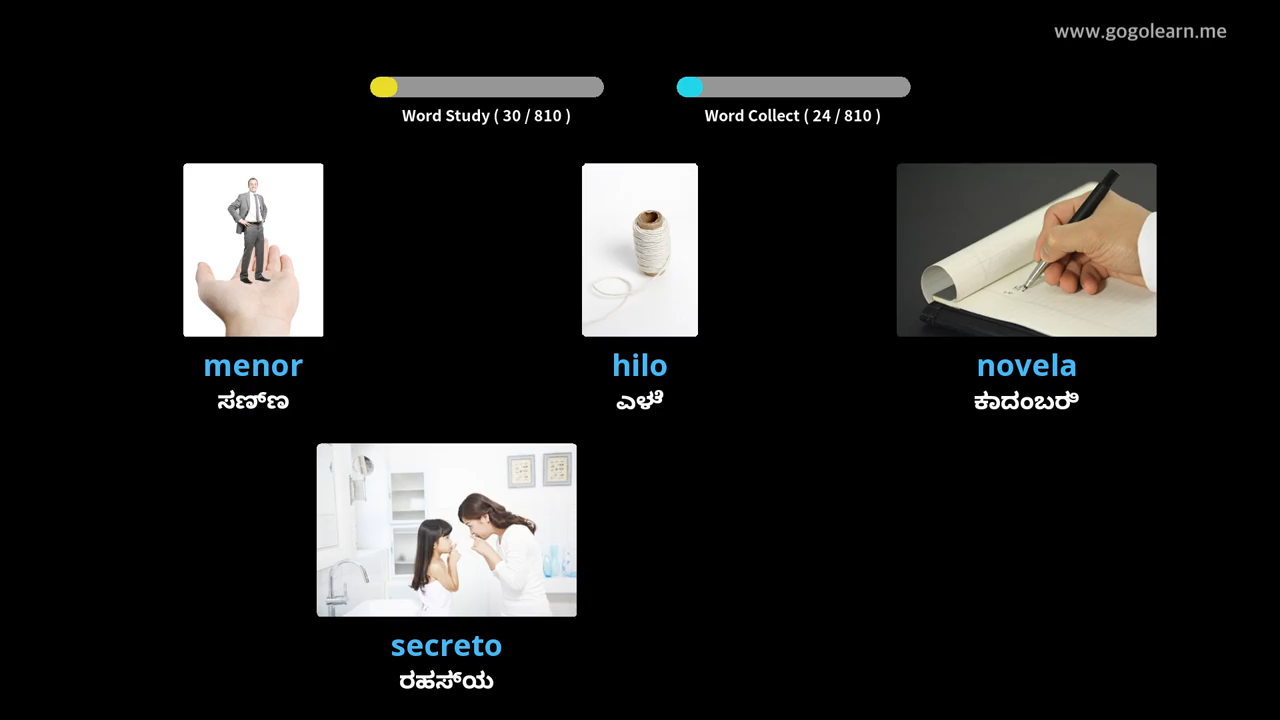 www.gogolearn.me
Word Study ( 30 / 810 )
Word Collect ( 24 / 810 )
menor
ಸಣ್ಣ
hilo
ಎಳೆ
novela
ಕಾದಂಬರಿ
secreto
ರಹಸ್ಯ